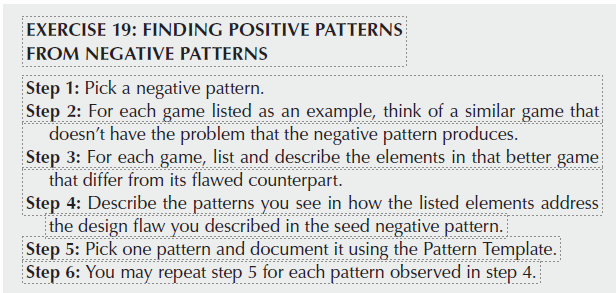 EXERCISE 19: FINDING POSITIVE PATTERNS
FROM NEGATIVE PATTERNS
Step 1: Pick a negative pattern.
Step 2: For each game listed as an example, think of a similar game that
doesn’t have the problem that the negative pattern produces.
Step 3: For each game, list and describe the elements in that better game
that differ from its flawed counterpart.
Step 4: Describe the patterns you see in how the listed elements address
the design flaw you described in the seed negative pattern.
Step 5: Pick one pattern and document it using the Pattern Template.
Step 6: You may repeat step 5 for each pattern observed in step 4.